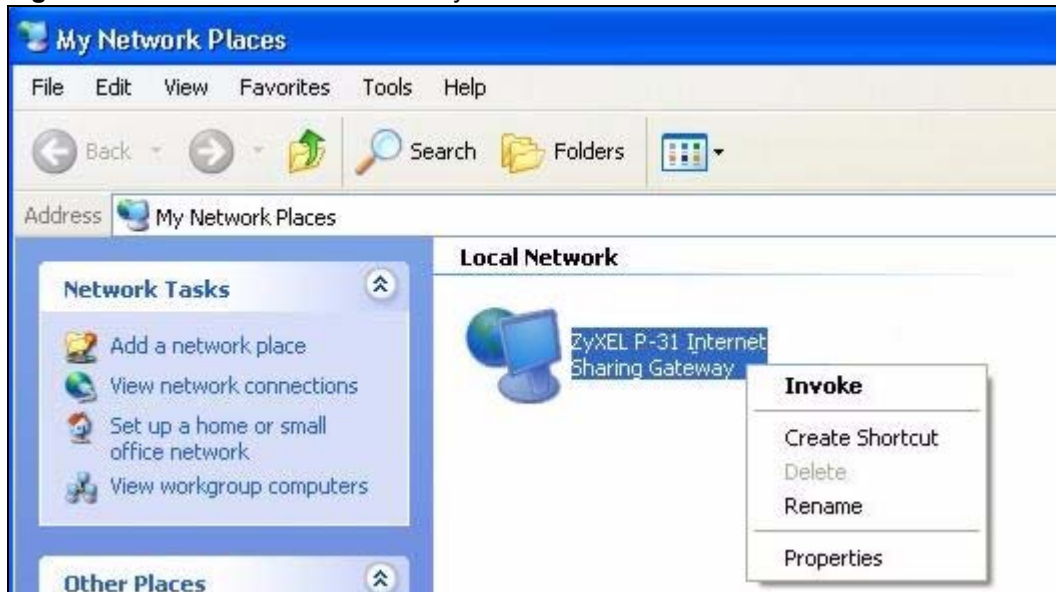 My Network Places
File Edit View Favorites Tools Help
Back Search Folders
Address My Network Places
Network Tasks
Add a network place
View network connections
Set up a home or small
office network
View workgroup computers
Other Places
Local Network
ZyXEL P-31 Internet
Sharing Gateway
Invoke
Create Shortcut
Delete
Rename
Properties